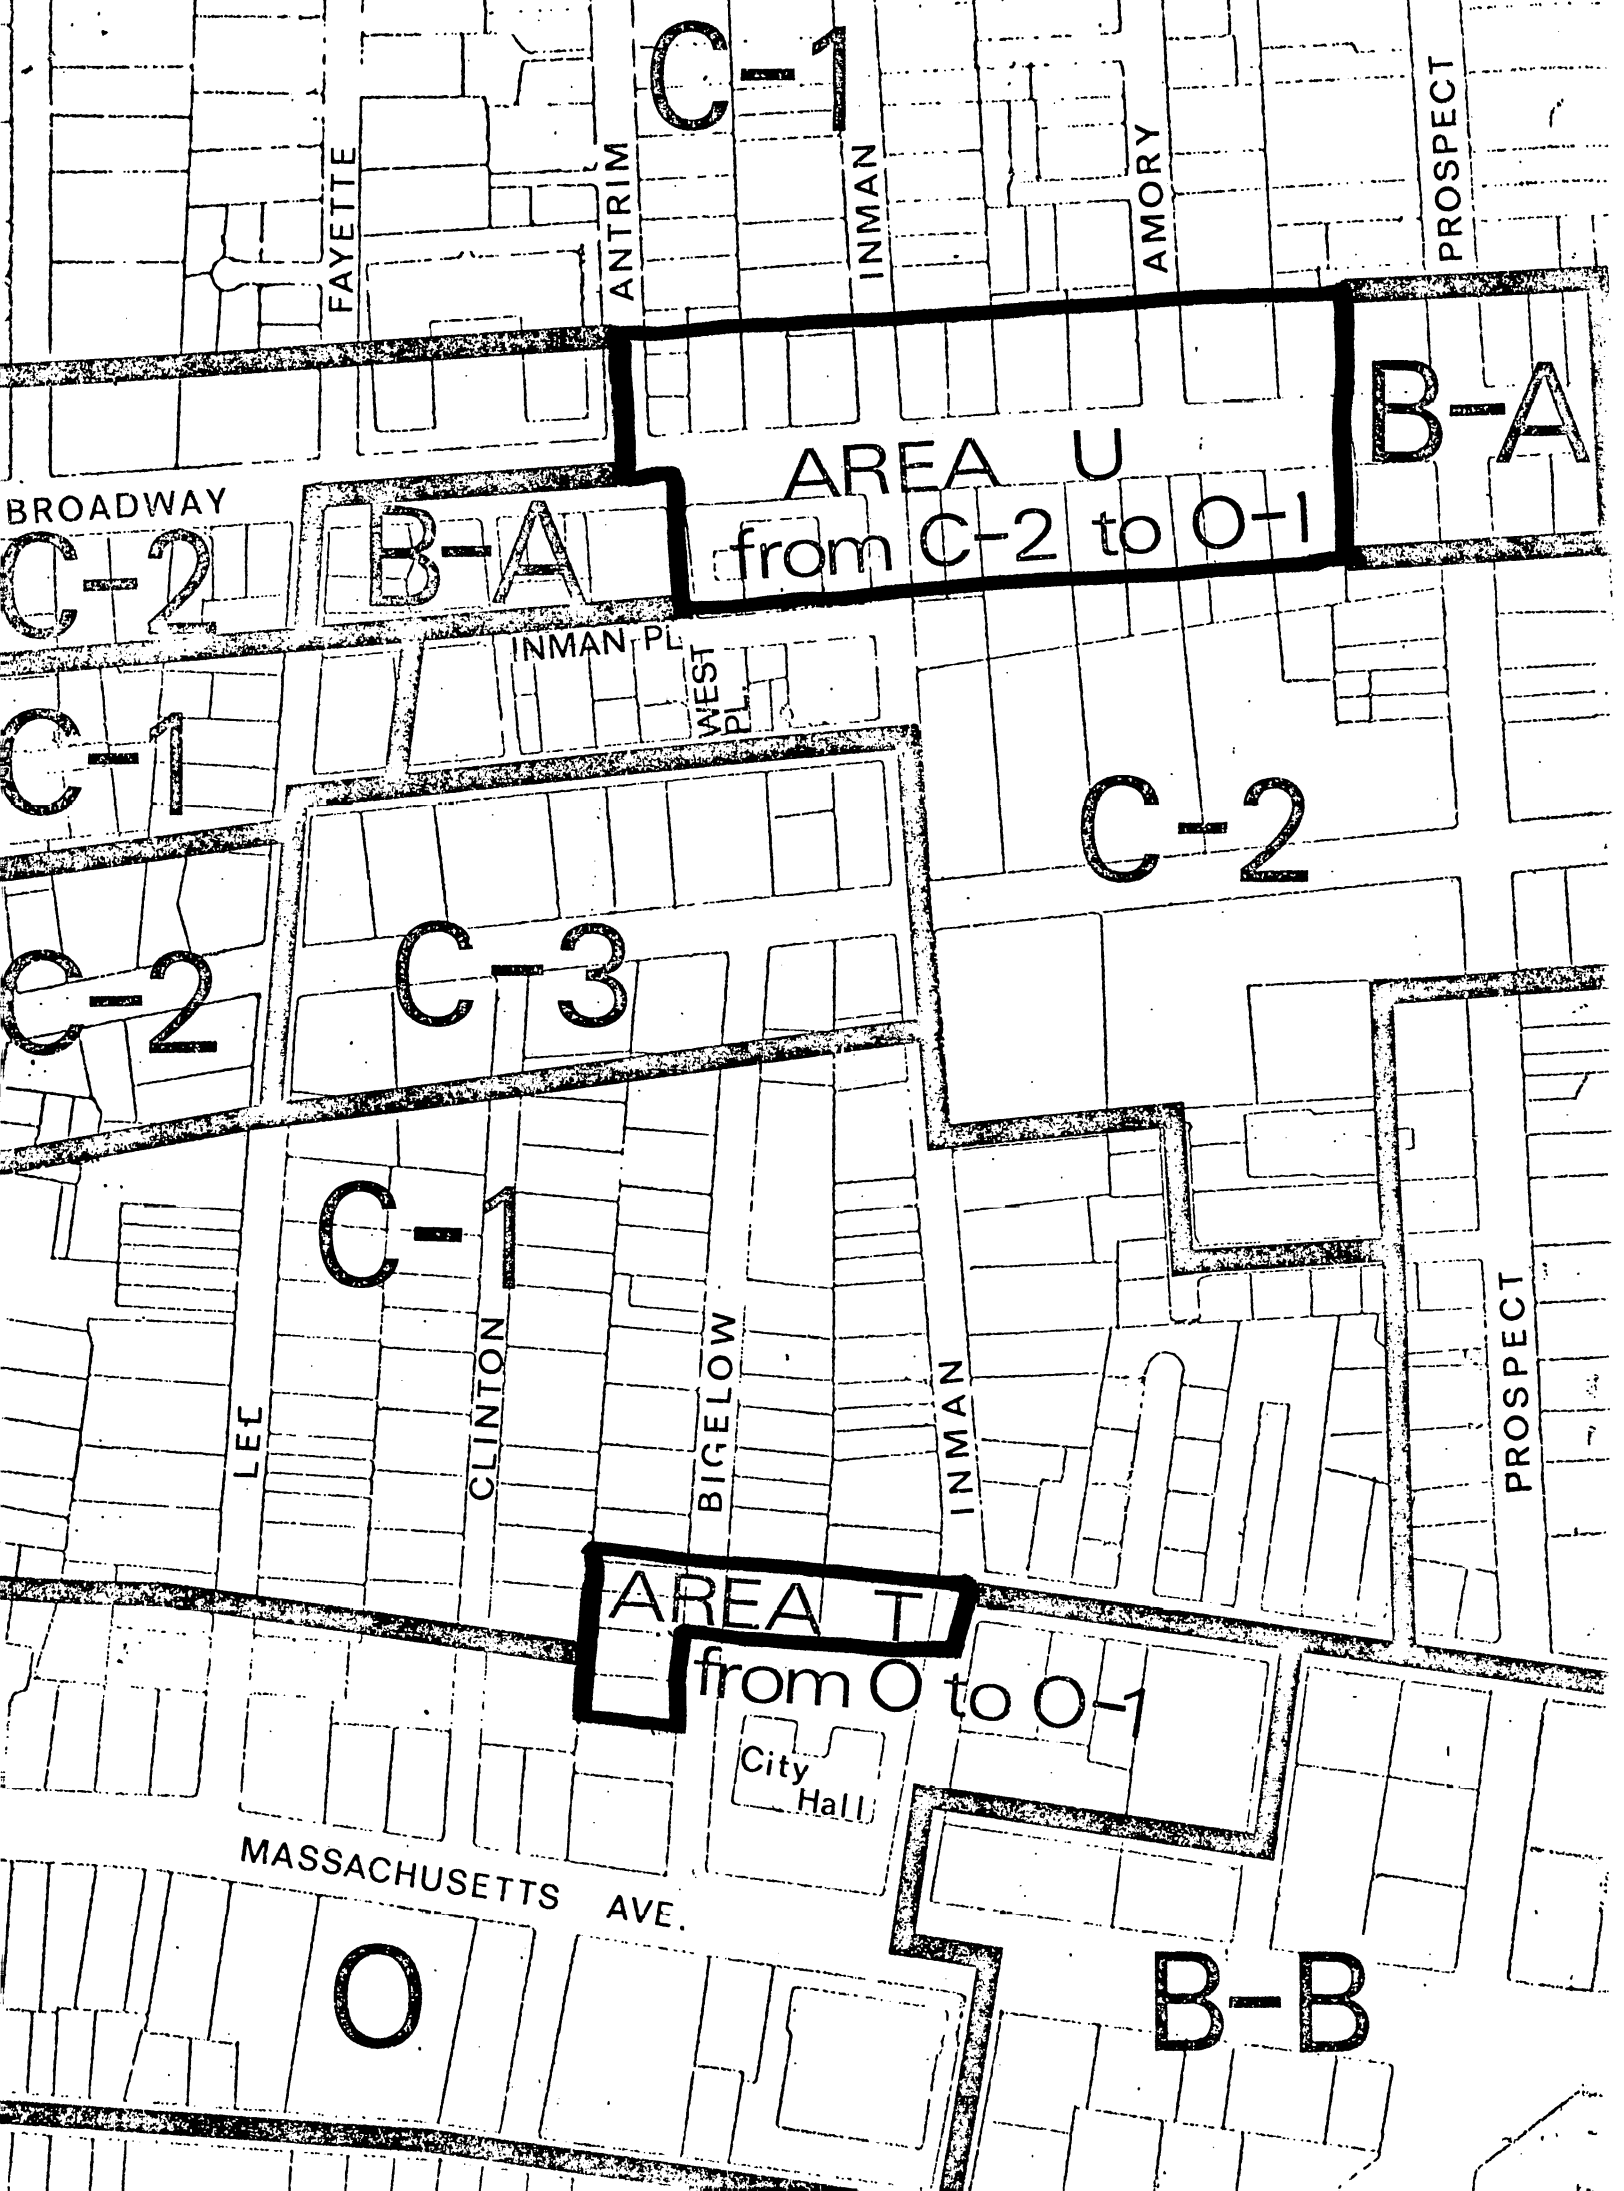 C-1
FAYETTE
ANTRIM
INMAN
AMORY
PROSPECT
B-A
AREA U
from C-2 to O-1
BROADWAY
C-2
B-A
INMAN PL
WEST
PL.
C-1
C-2
C-3
C-2
C-1
LEE
CLINTON
BIGELOW
INMAN
PROSPECT
AREA T
from O to O-1
City
Hall
MASSACHUSETTS AVE.
O
B-B